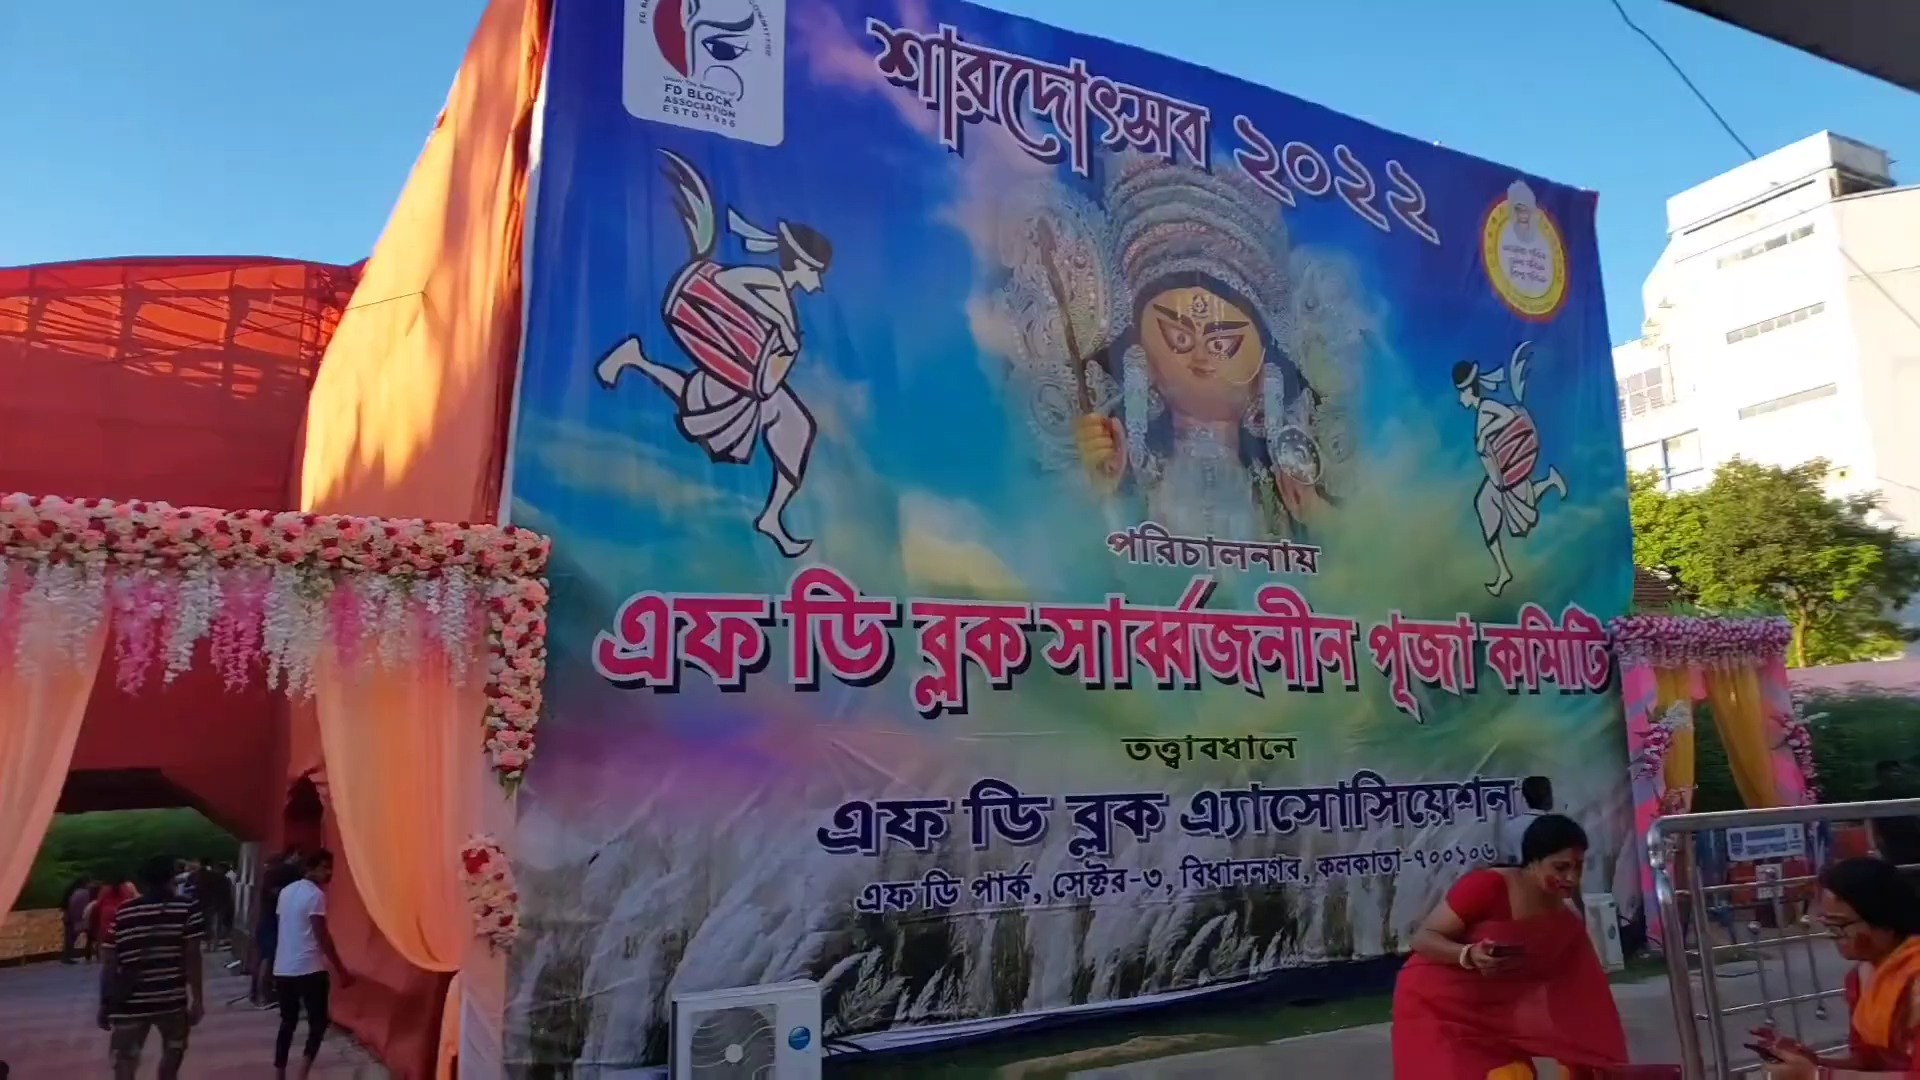 FD BLOCK
ASSOCIATION
ESTD 1986
শারদোৎসব ২০২২
পরিচালনায়
এফ ডি ব্লক সার্ব্বজনীন পূজা কমিটি
তত্ত্বাবধানে
এফ ডি ব্লক এ্যাসোসিয়েশন
এফ ডি পার্ক, সেক্টর-৩, বিধাননগর, কলকাতা-৭০০১০৬